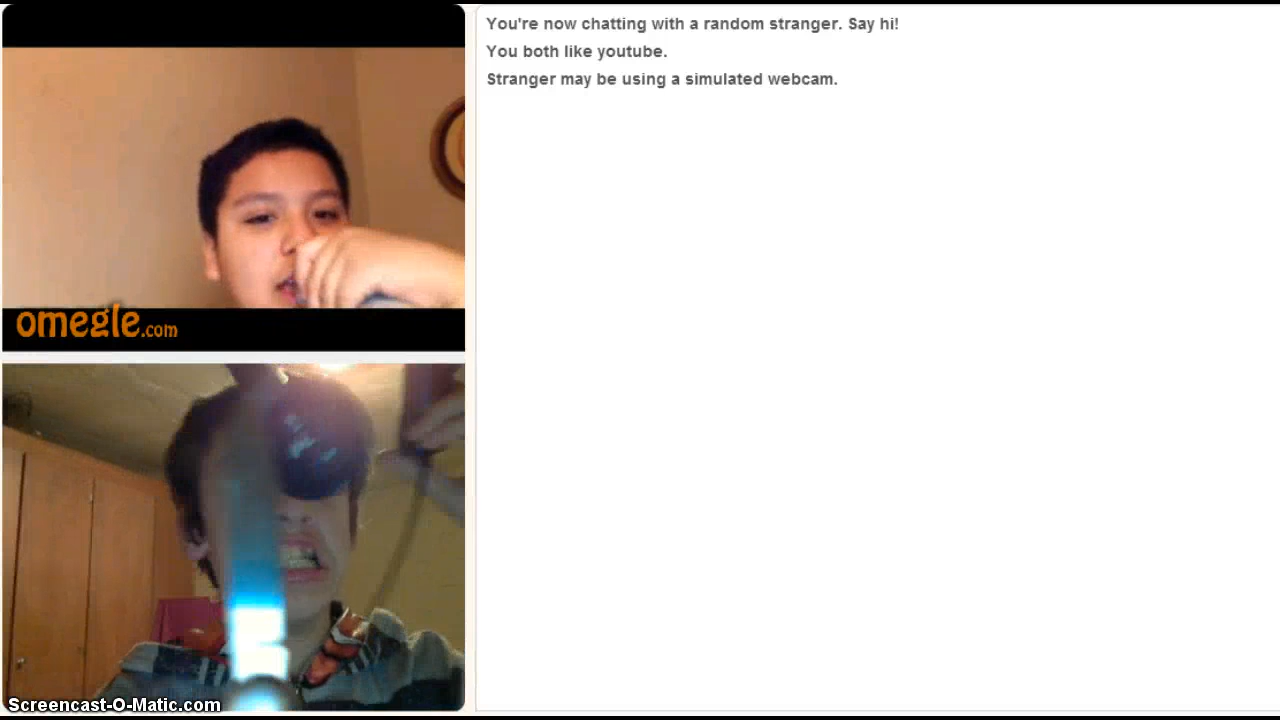 You're now chatting with a random stranger. Say hi!
You both like youtube.
Stranger may be using a simulated webcam.
omegle.com
Screencast-O-Matic.com